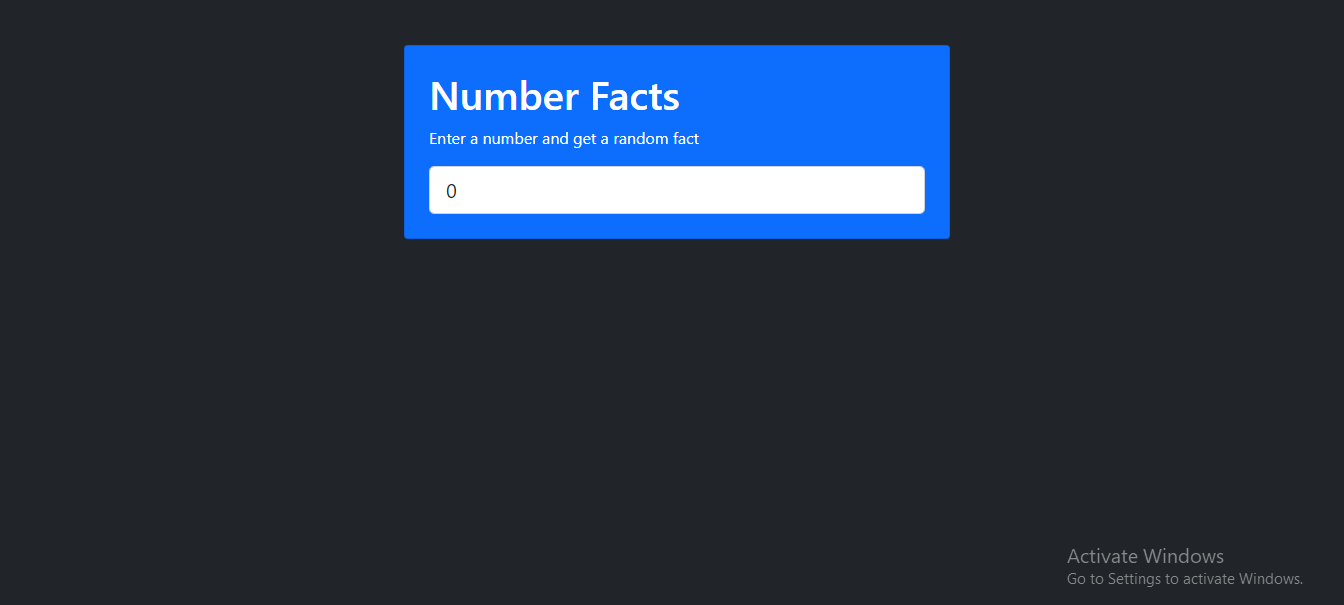 Number Facts
Enter a number and get a random fact
0
Activate Windows
Go to Settings to activate Windows.